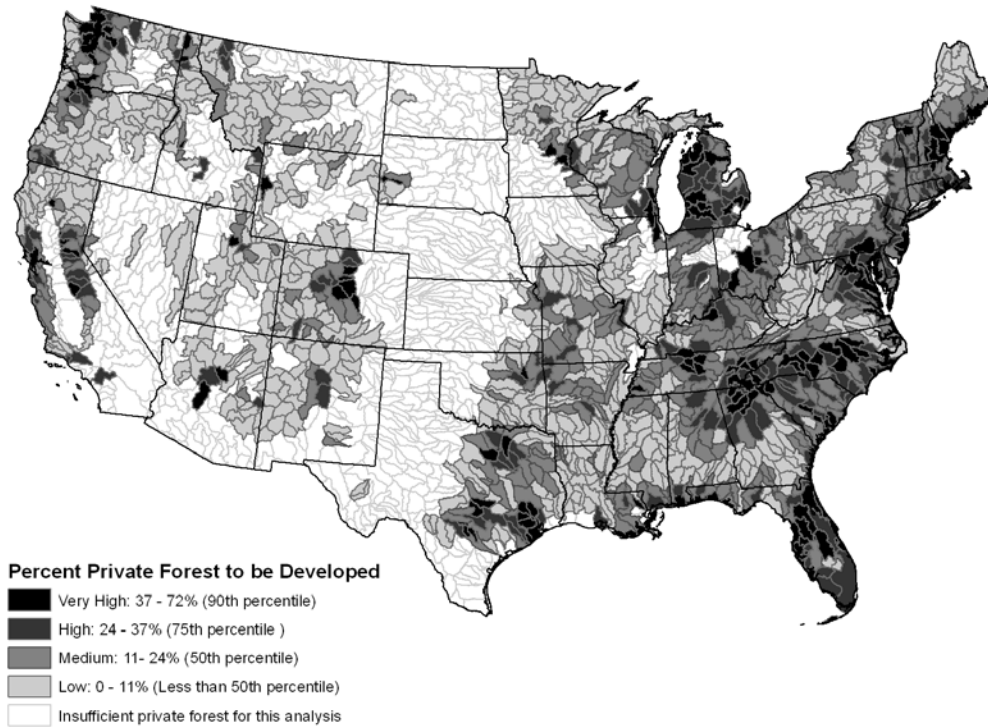 Percent Private Forest to be Developed
Very High: 37 - 72% (90th percentile)
High: 24 - 37% (75th percentile )
Medium: 11- 24% (50th percentile)
Low: 0 - 11% (Less than 50th percentile)
Insufficient private forest for this analysis